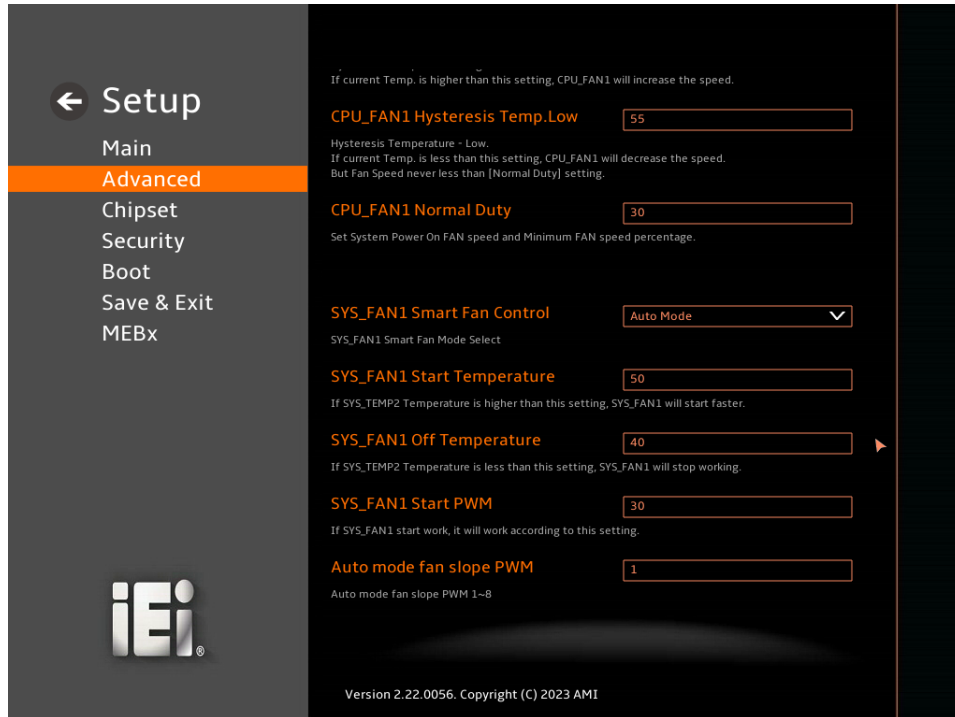 Setup
Main
Advanced
Chipset
Security
Boot
Save & Exit
MEBx
iEi®
If current Temp. is higher than this setting, CPU_FAN1 will increase the speed.
CPU_FAN1 Hysteresis Temp.Low
55
Hysteresis Temperature - Low.
If current Temp. is less than this setting, CPU_FAN1 will decrease the speed.
But Fan Speed never less than [Normal Duty] setting.
CPU_FAN1 Normal Duty
30
Set System Power On FAN speed and Minimum FAN speed percentage.
SYS_FAN1 Smart Fan Control
Auto Mode
SYS_FAN1 Smart Fan Mode Select
SYS_FAN1 Start Temperature
50
If SYS_TEMP2 Temperature is higher than this setting, SYS_FAN1 will start faster.
SYS_FAN1 Off Temperature
40
If SYS_TEMP2 Temperature is less than this setting, SYS_FAN1 will stop working.
SYS_FAN1 Start PWM
30
If SYS_FAN1 start work, it will work according to this setting.
Auto mode fan slope PWM
1
Auto mode fan slope PWM 1~8
Version 2.22.0056. Copyright (C) 2023 AMI